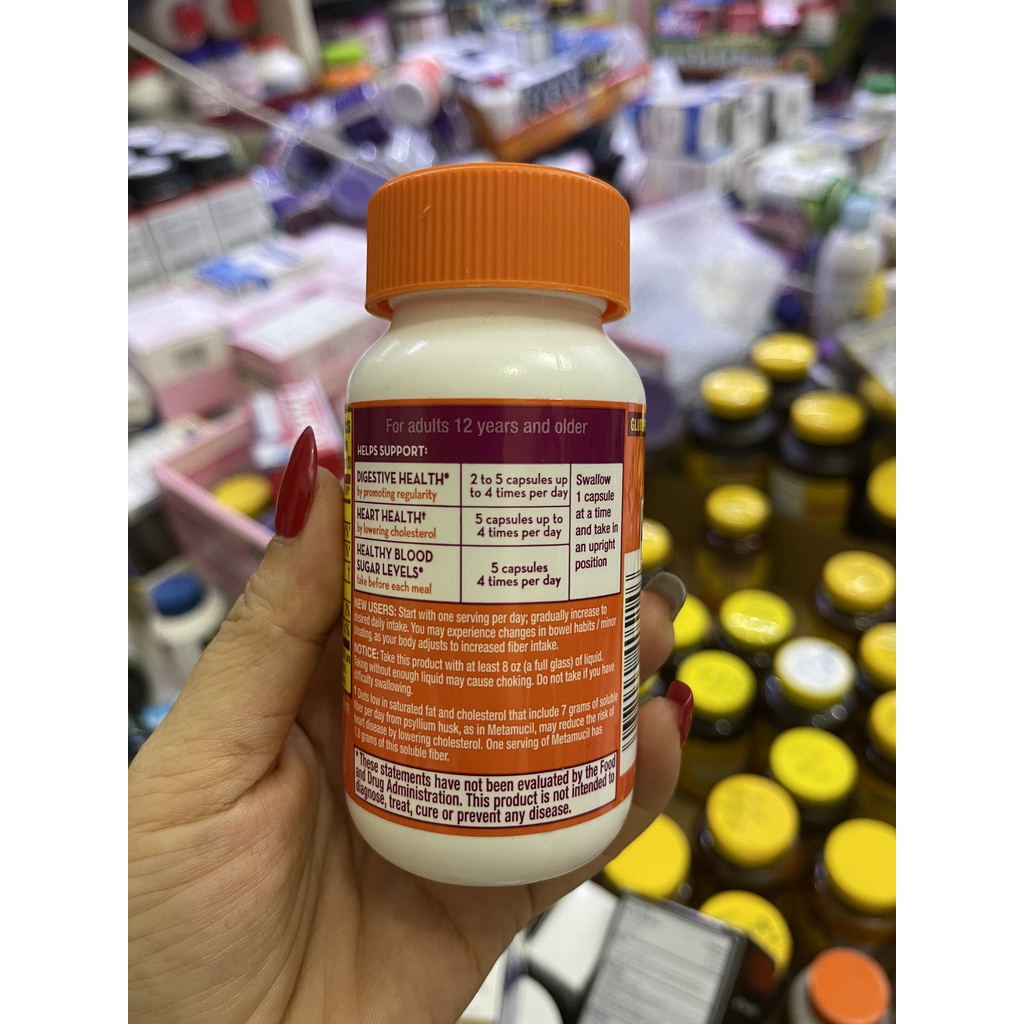 For adults 12 years and older
HELPS SUPPORT:
DIGESTIVE HEALTH*
by promoting regularity
2 to 5 capsules up
to 4 times per day
HEART HEALTH†
by lowering cholesterol
5 capsules up to
4 times per day
HEALTHY BLOOD
SUGAR LEVELS*
take before each meal
5 capsules
4 times per day
Swallow
1 capsule
at a time
and take in
an upright
position
NEW USERS: Start with one serving per day; gradually increase to
desired daily intake. You may experience changes in bowel habits / minor
bloating, as your body adjusts to increased fiber intake.
NOTICE: Take this product with at least 8 oz (a full glass) of liquid.
Taking without enough liquid may cause choking. Do not take if you have
difficulty swallowing.
† Diets low in saturated fat and cholesterol that include 7 grams of soluble
fiber per day from psyllium husk, as in Metamucil, may reduce the risk of
heart disease by lowering cholesterol. One serving of Metamucil has
1.8 grams of this soluble fiber.
*These statements have not been evaluated by the Food
and Drug Administration. This product is not intended to
diagnose, treat, cure or prevent any disease.